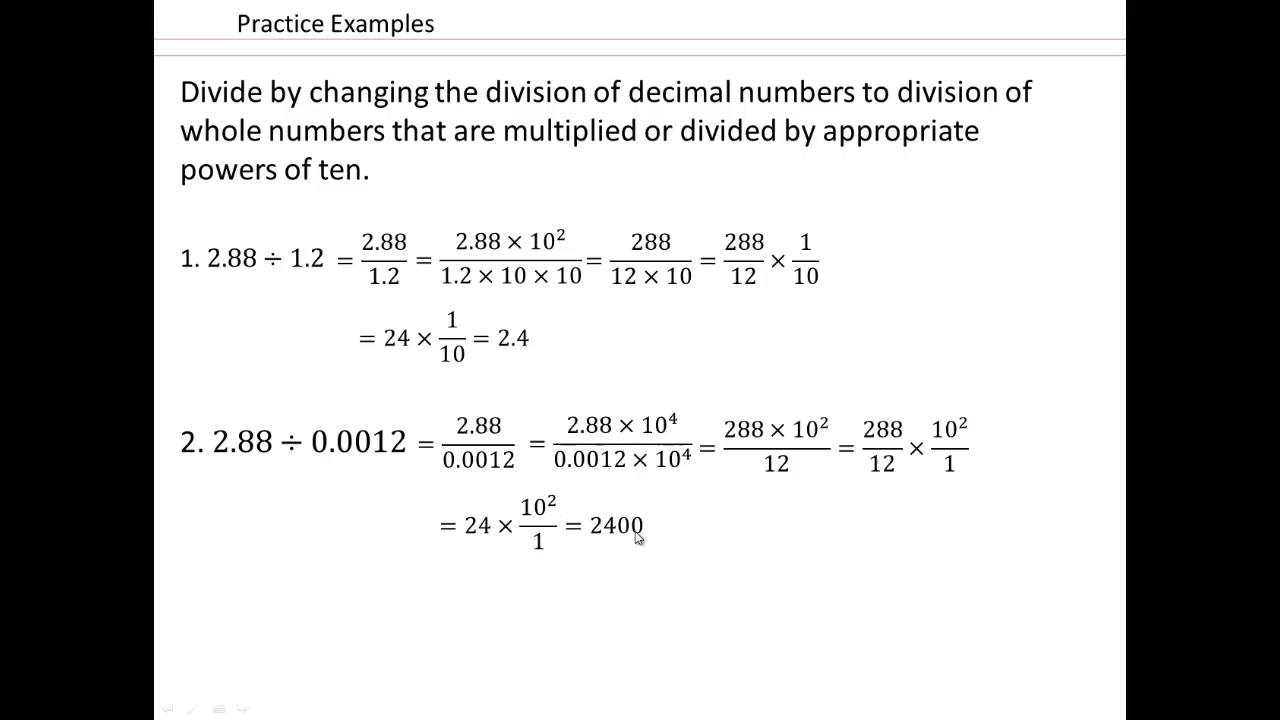 Practice Examples
Divide by changing the division of decimal numbers to division of
whole numbers that are multiplied or divided by appropriate
powers of ten.
1. 2.88 ÷ 1.2 = 2.88/1.2 = (2.88 × 10²)/(1.2 × 10 × 10) = 288/(12 × 10) = 288/12 × 1/10
= 24 × 1/10 = 2.4
2. 2.88 ÷ 0.0012 = 2.88/0.0012 = (2.88 × 10⁴)/(0.0012 × 10⁴) = (288 × 10²)/12 = 288/12 × 10²/1
= 24 × 10²/1 = 2400